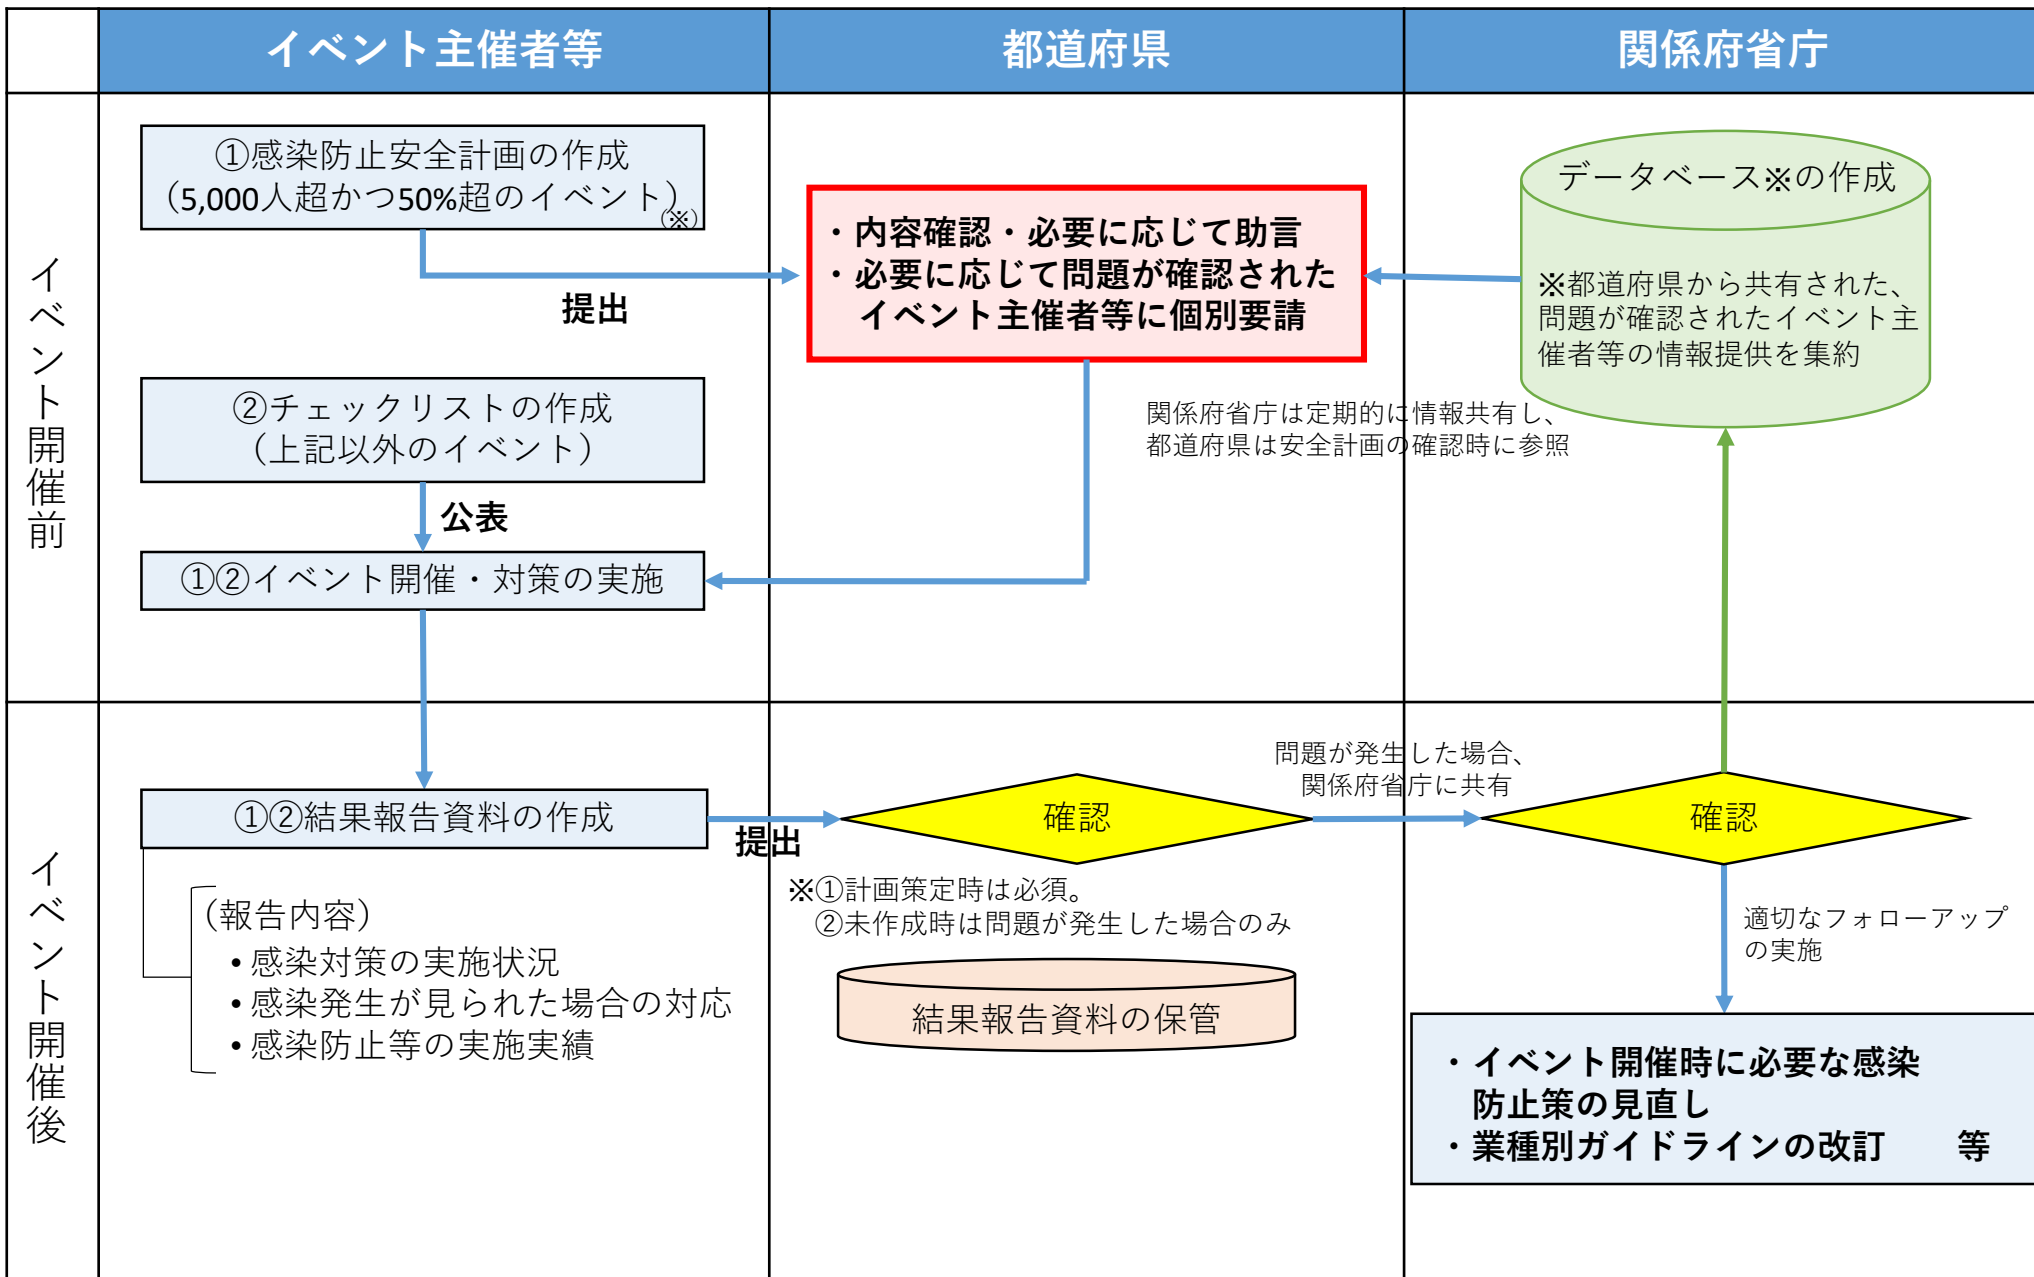 イベント主催者等
都道府県
関係府省庁
イベント開催前
①感染防止安全計画の作成
(5,000人超かつ50%超のイベント)
(※)
提出
②チェックリストの作成
(上記以外のイベント)
公表
①②イベント開催・対策の実施
・内容確認・必要に応じて助言
・必要に応じて問題が確認された
イベント主催者等に個別要請
データベース※の作成
※都道府県から共有された、
問題が確認されたイベント主
催者等の情報提供を集約
関係府省庁は定期的に情報共有し、
都道府県は安全計画の確認時に参照
イベント開催後
①②結果報告資料の作成
提出
(報告内容)
• 感染対策の実施状況
• 感染発生が見られた場合の対応
• 感染防止等の実施実績
確認
※①計画策定時は必須。
②未作成時は問題が発生した場合のみ
結果報告資料の保管
問題が発生した場合、
関係府省庁に共有
確認
適切なフォローアップ
の実施
・イベント開催時に必要な感染
防止策の見直し
・業種別ガイドラインの改訂 等